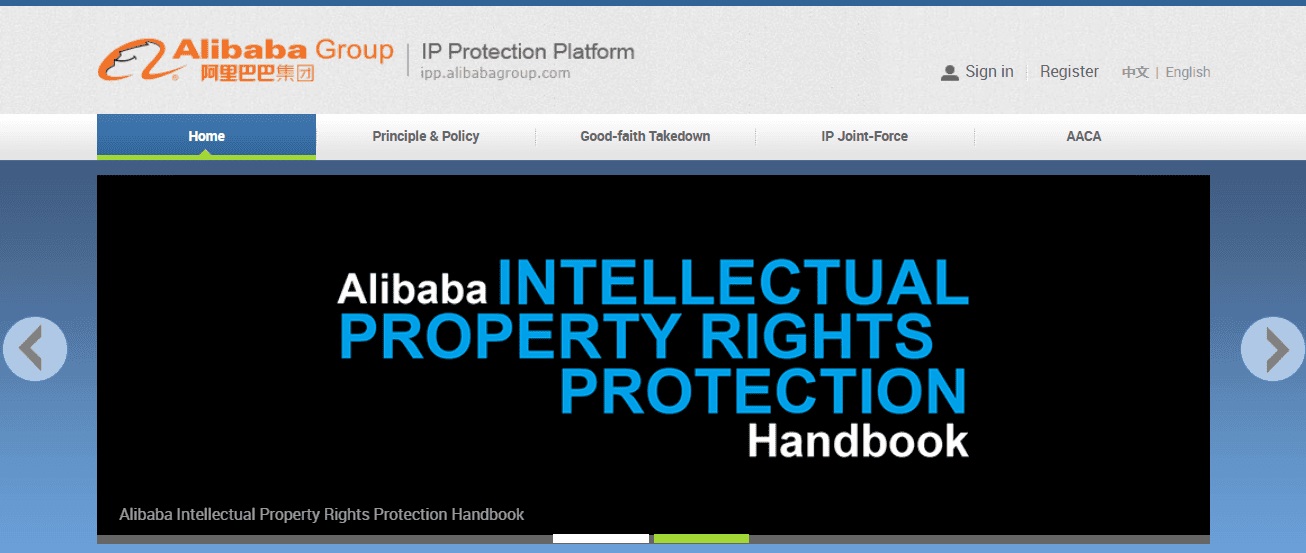 Alibaba Group
阿里巴巴集团
IP Protection Platform
ipp.alibabagroup.com
Sign in
Register
中文 | English
Home
Principle & Policy
Good-faith Takedown
IP Joint-Force
AACA
Alibaba INTELLECTUAL
PROPERTY RIGHTS
PROTECTION
Handbook
Alibaba Intellectual Property Rights Protection Handbook